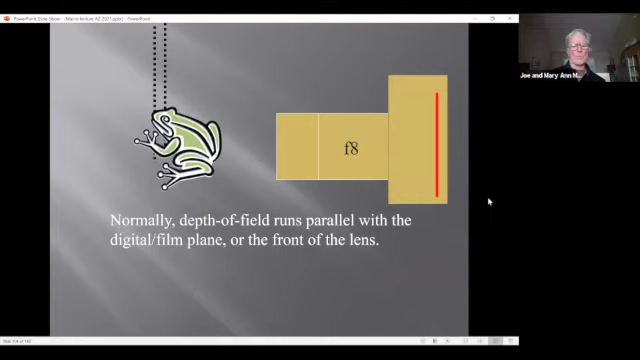 PowerPoint Slide Show - [Macro lecture AZ 2021.pptx] - PowerPoint
Joe and Mary Ann M...
f8
Normally, depth-of-field runs parallel with the
digital/film plane, or the front of the lens.